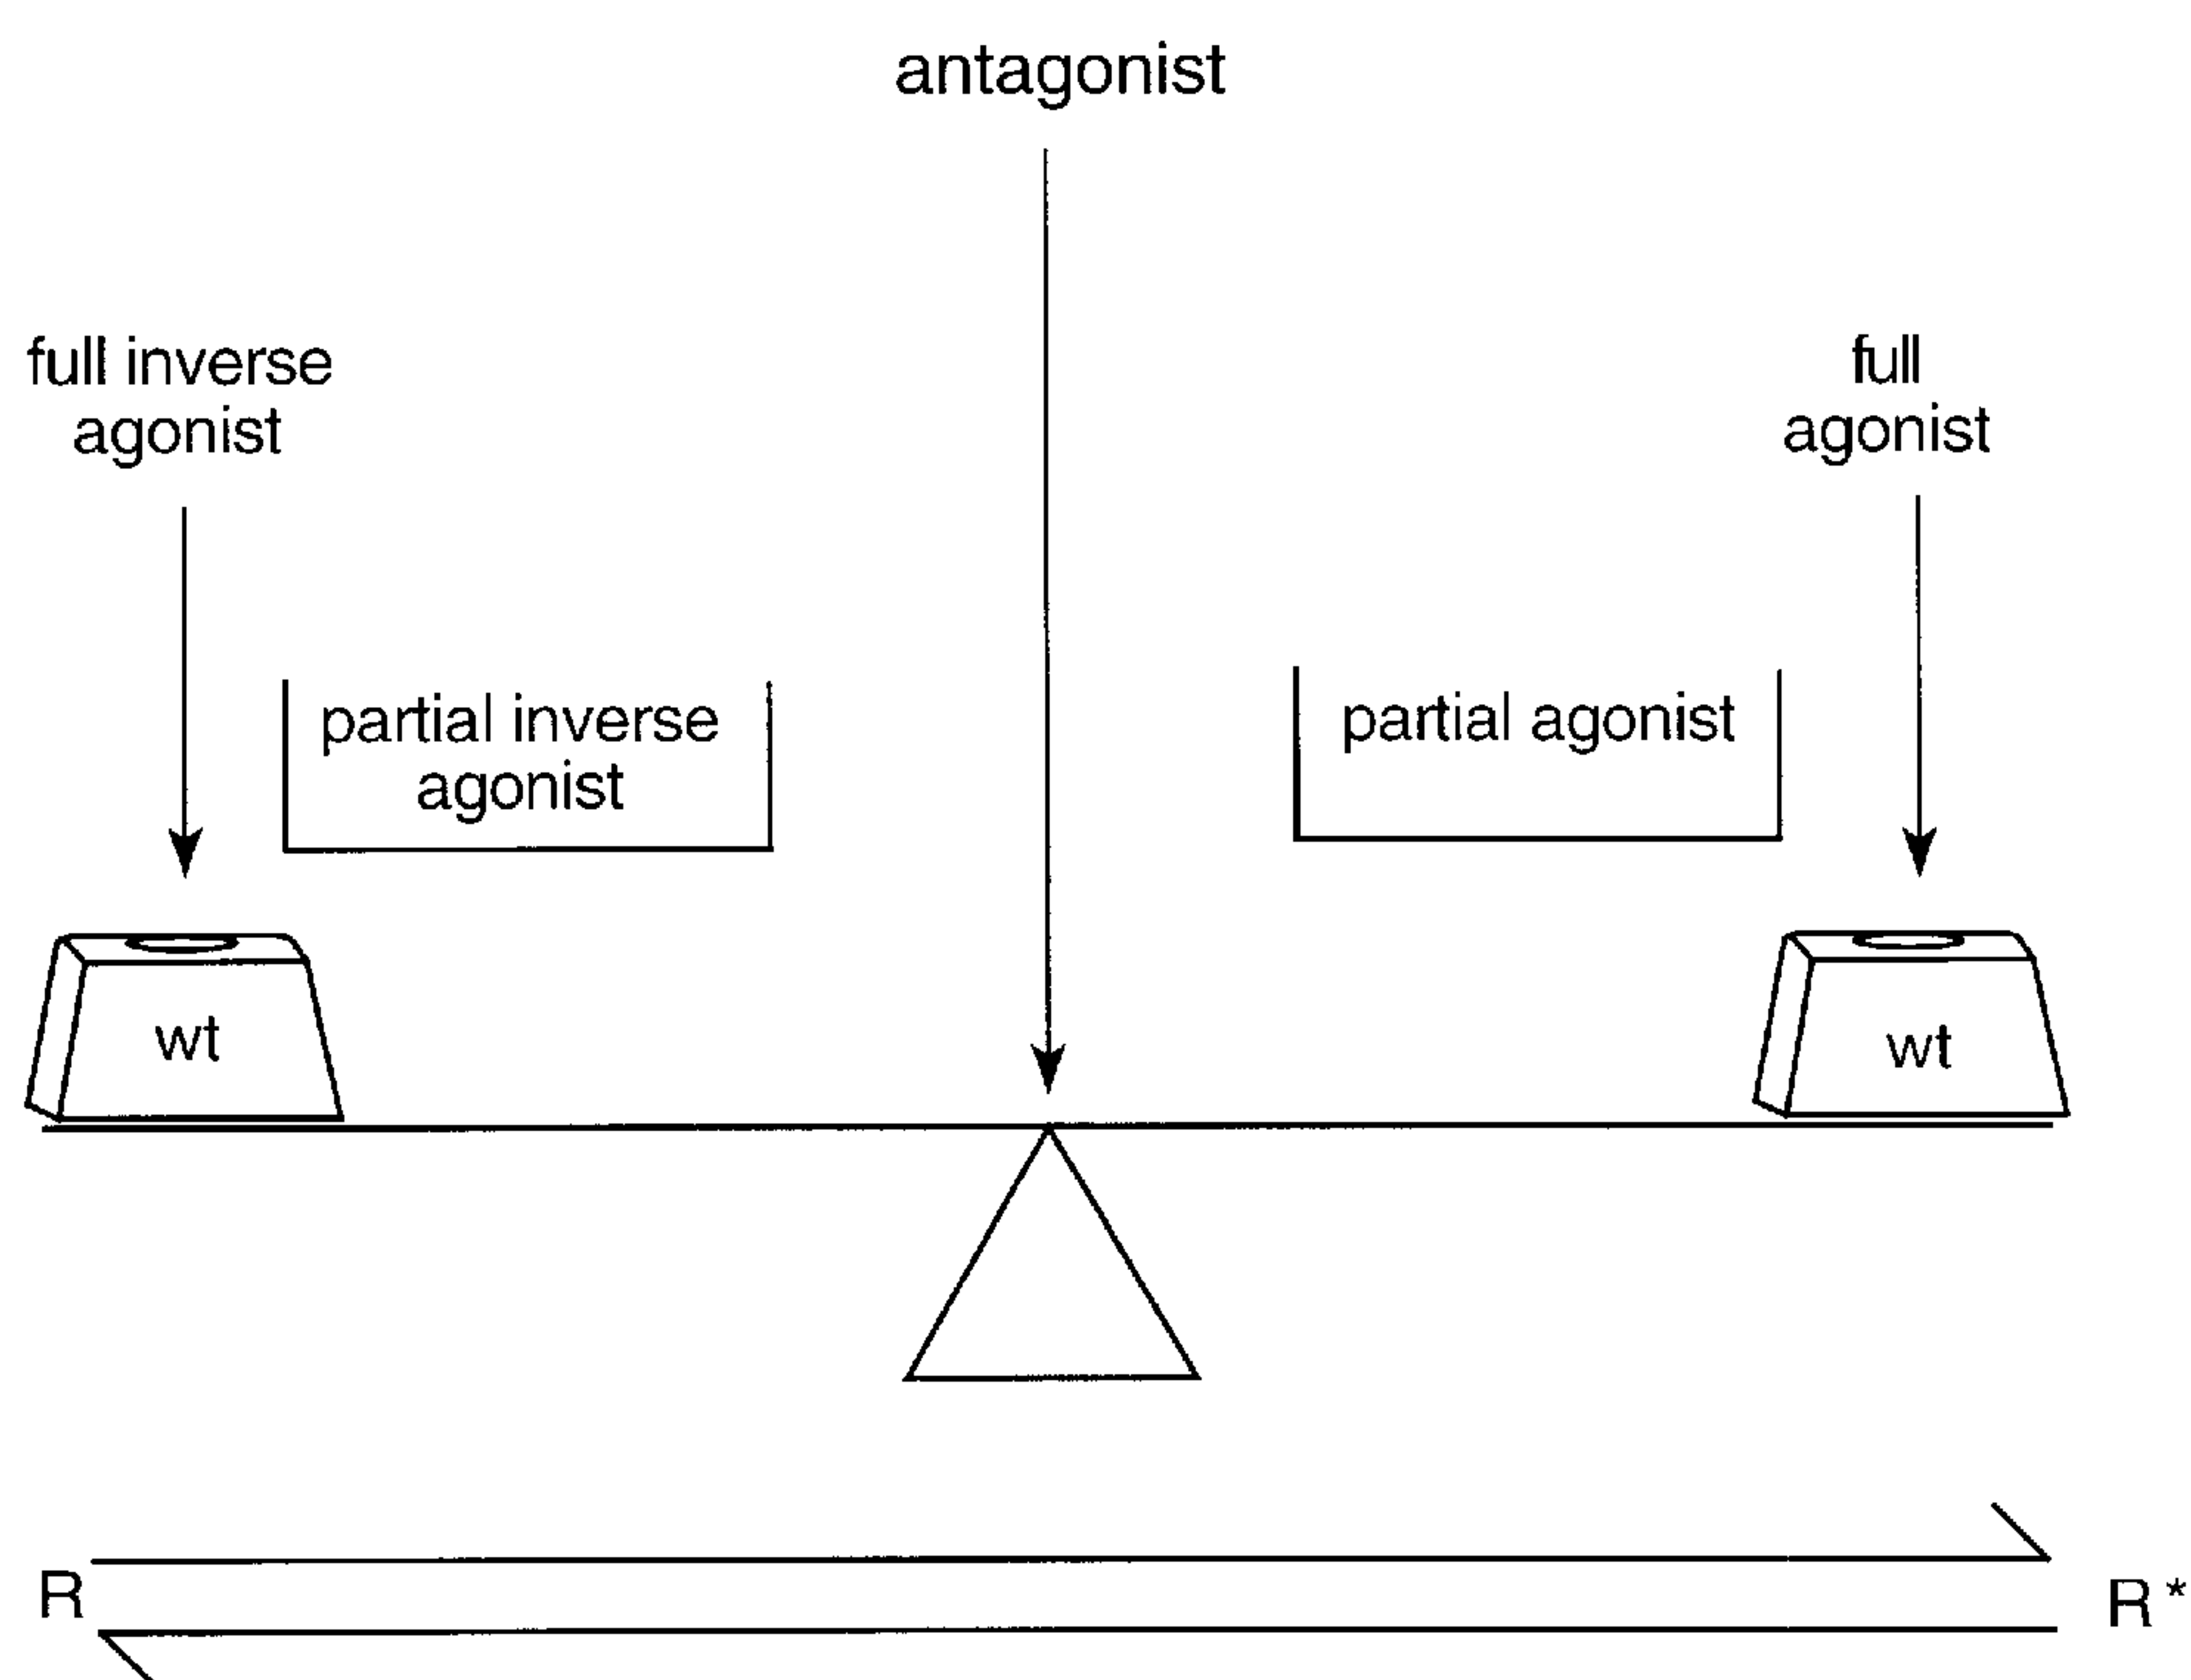 antagonist
full inverse
agonist
full
agonist
partial inverse
agonist
partial agonist
wt
wt
R
R*